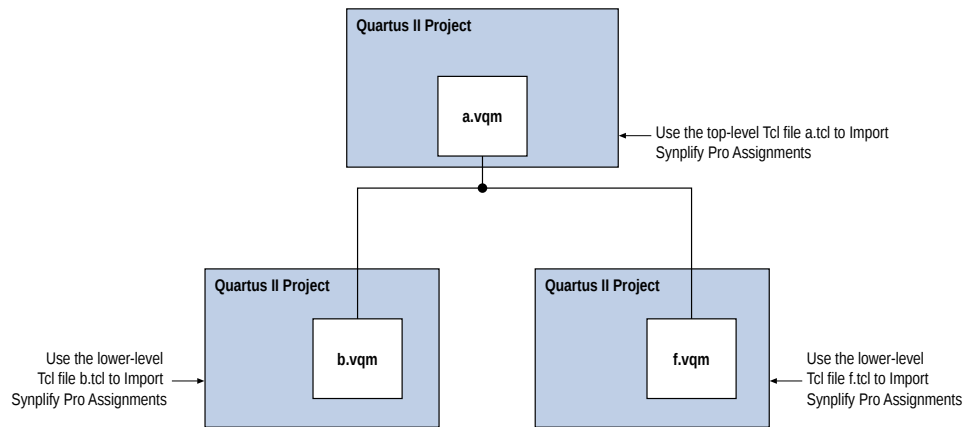 Quartus II Project
a.vqm
Use the top-level Tcl file a.tcl to Import
Synplify Pro Assignments
Quartus II Project
b.vqm
Use the lower-level
Tcl file b.tcl to Import
Synplify Pro Assignments
Quartus II Project
f.vqm
Use the lower-level
Tcl file f.tcl to Import
Synplify Pro Assignments